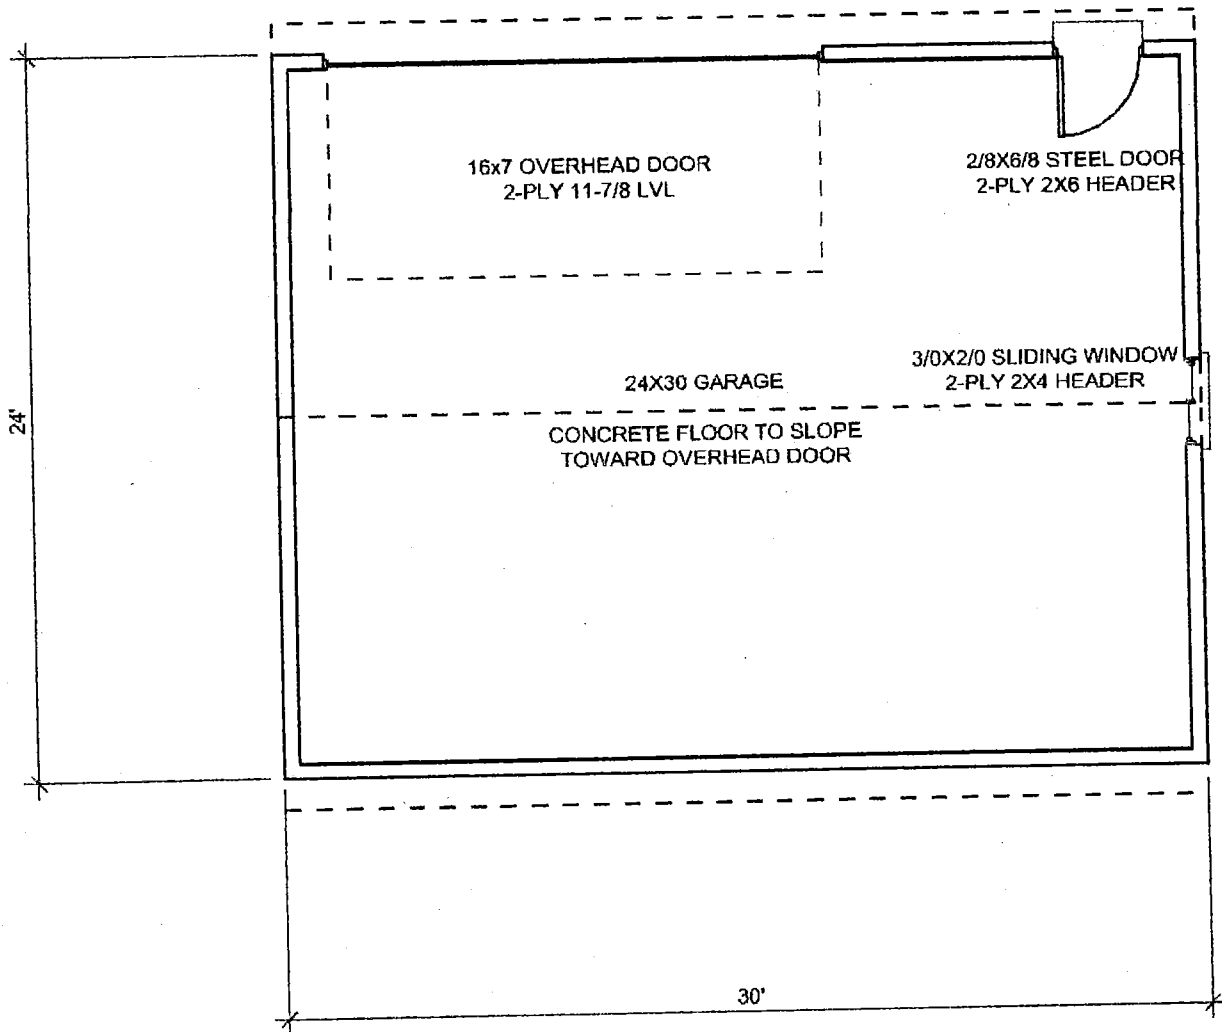 16x7 OVERHEAD DOOR
2-PLY 11-7/8 LVL
2/8X6/8 STEEL DOOR
2-PLY 2X6 HEADER
3/0X2/0 SLIDING WINDOW
2-PLY 2X4 HEADER
24X30 GARAGE
CONCRETE FLOOR TO SLOPE
TOWARD OVERHEAD DOOR
24'
30'